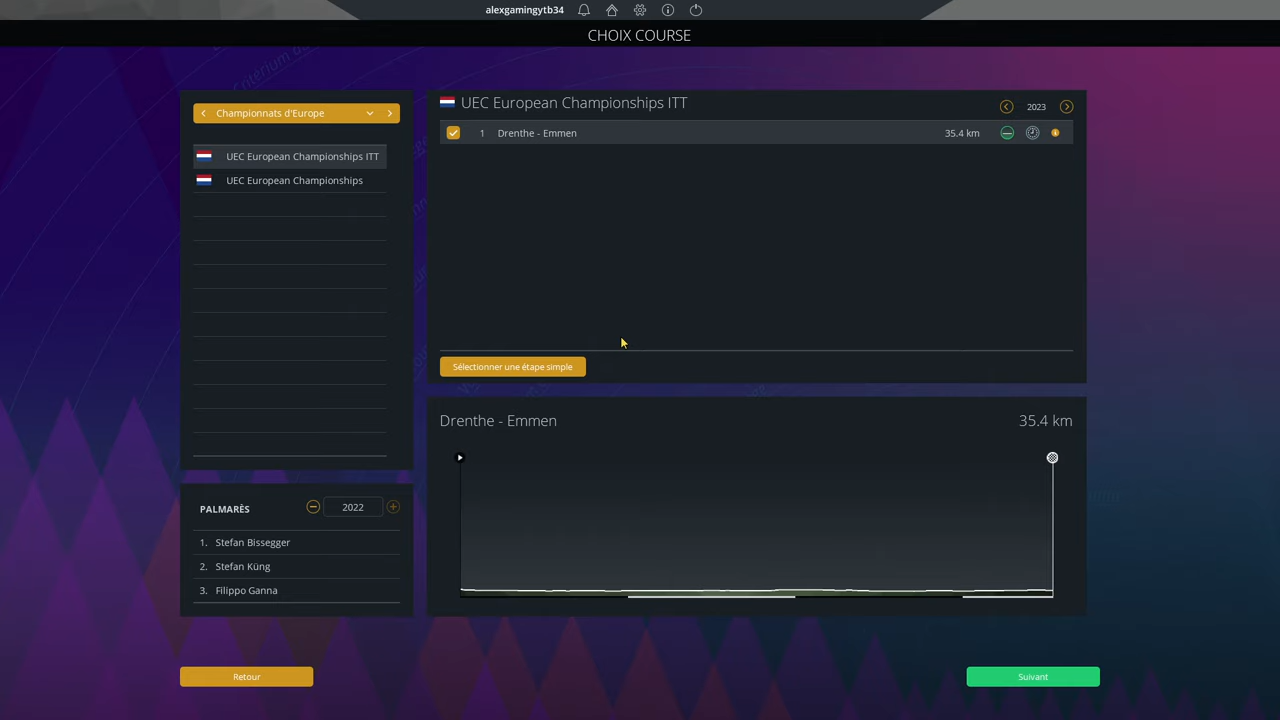 alexgamingytb34
CHOIX COURSE
Championnats d'Europe
UEC European Championships ITT
UEC European Championships
PALMARÈS
2022
1. Stefan Bissegger
2. Stefan Küng
3. Filippo Ganna
UEC European Championships ITT
2023
1 Drenthe - Emmen 35.4 km
Sélectionner une étape simple
Drenthe - Emmen 35.4 km
Retour
Suivant